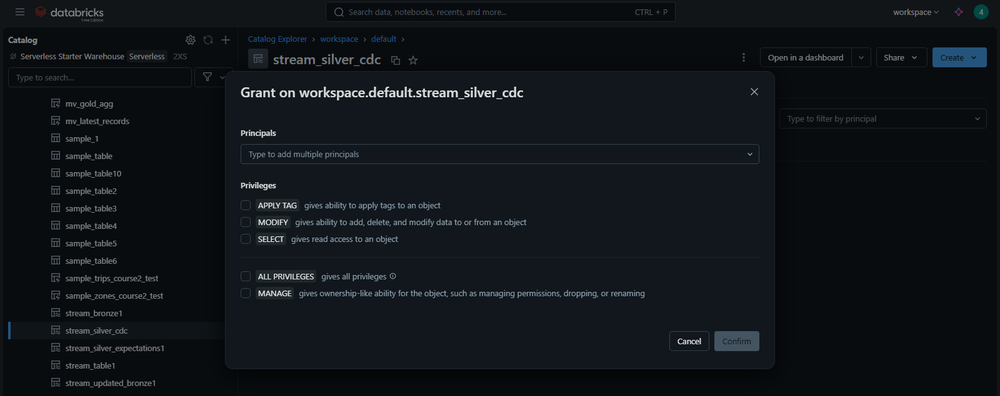 databricks
Free Edition
Search data, notebooks, recents, and more...
CTRL + P
workspace
4
Catalog
Serverless Starter Warehouse Serverless 2XS
Type to search...
mv_gold_agg
mv_latest_records
sample_1
sample_table
sample_table10
sample_table2
sample_table3
sample_table4
sample_table5
sample_table6
sample_trips_course2_test
sample_zones_course2_test
stream_bronze1
stream_silver_cdc
stream_silver_expectations1
stream_table1
stream_updated_bronze1
Catalog Explorer > workspace > default >
stream_silver_cdc
Open in a dashboard
Share
Create
Type to filter by principal
Grant on workspace.default.stream_silver_cdc
Principals
Type to add multiple principals
Privileges
APPLY TAG gives ability to apply tags to an object
MODIFY gives ability to add, delete, and modify data to or from an object
SELECT gives read access to an object
ALL PRIVILEGES gives all privileges
MANAGE gives ownership-like ability for the object, such as managing permissions, dropping, or renaming
Cancel
Confirm